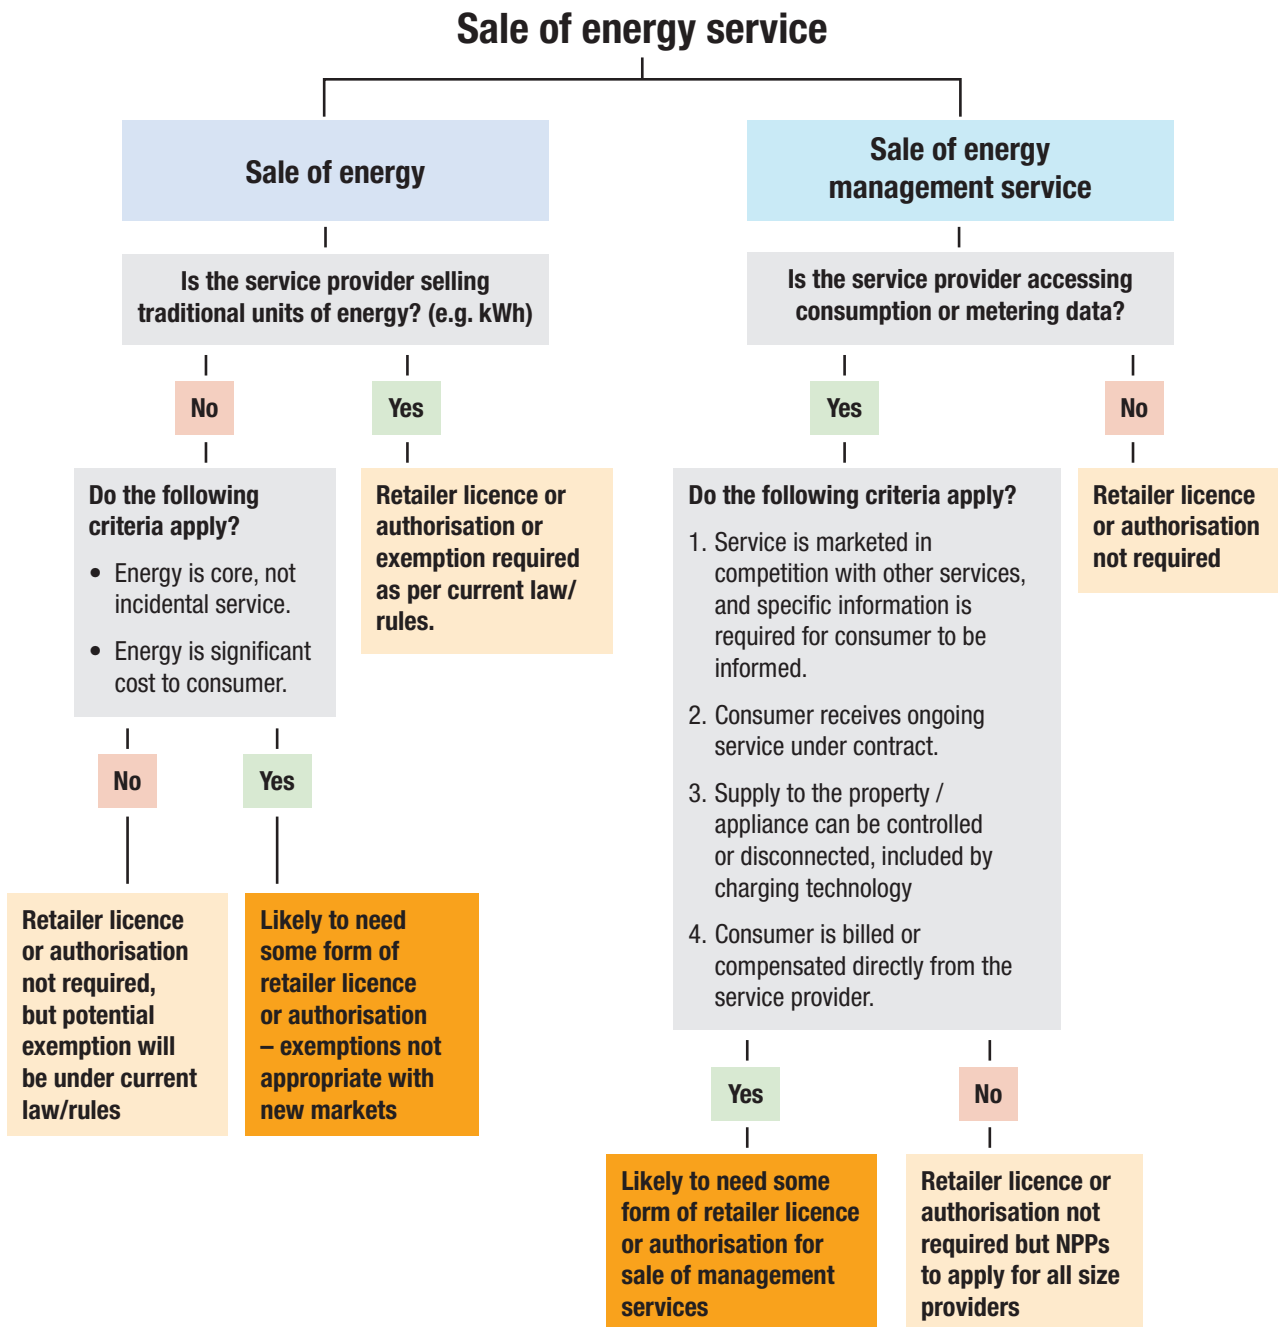 Sale of energy service
Sale of energy
Is the service provider selling
traditional units of energy? (e.g. kWh)
No
Yes
Do the following
criteria apply?
• Energy is core, not
incidental service.
• Energy is significant
cost to consumer.
Retailer licence or
authorisation or
exemption required
as per current law/
rules.
No
Yes
Retailer licence
or authorisation
not required,
but potential
exemption will
be under current
law/rules
Likely to need
some form of
retailer licence
or authorisation
– exemptions not
appropriate with
new markets
Sale of energy
management service
Is the service provider accessing
consumption or metering data?
Yes
No
Do the following criteria apply?
1. Service is marketed in
competition with other services,
and specific information is
required for consumer to be
informed.
2. Consumer receives ongoing
service under contract.
3. Supply to the property /
appliance can be controlled
or disconnected, included by
charging technology
4. Consumer is billed or
compensated directly from the
service provider.
Retailer licence
or authorisation
not required
Yes
No
Likely to need some
form of retailer licence
or authorisation for
sale of management
services
Retailer licence or
authorisation not
required but NPPs
to apply for all size
providers